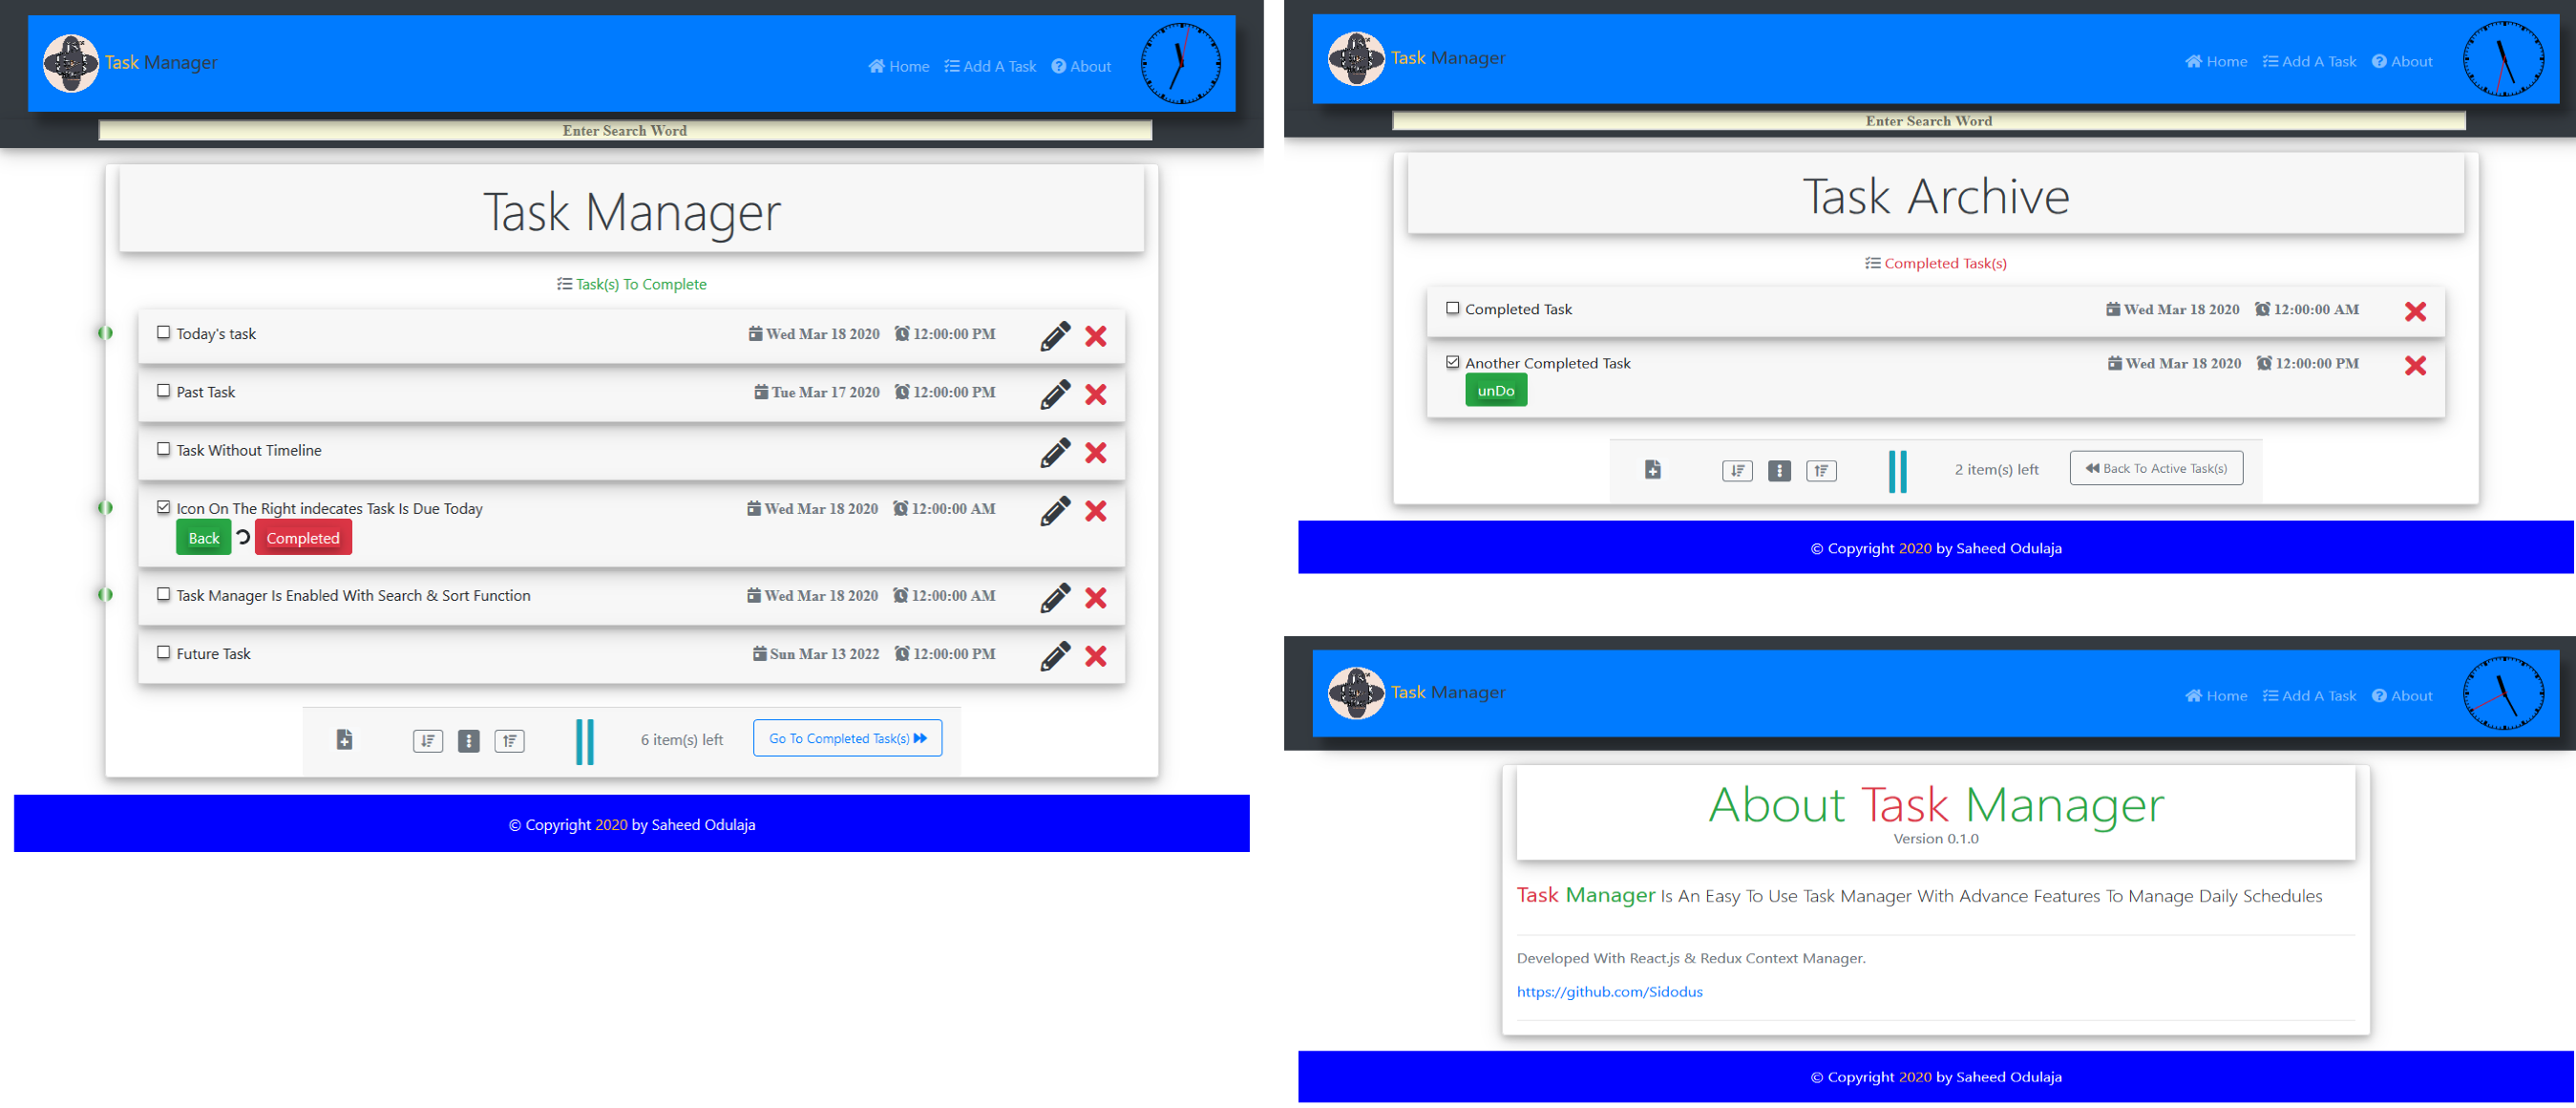 Task Manager
Home Add A Task About
Enter Search Word
Task Manager
Task(s) To Complete
Today's task Wed Mar 18 2020 12:00:00 PM
Past Task Tue Mar 17 2020 12:00:00 PM
Task Without Timeline
Icon On The Right indecates Task Is Due Today Wed Mar 18 2020 12:00:00 AM
Back Completed
Task Manager Is Enabled With Search & Sort Function Wed Mar 18 2020 12:00:00 AM
Future Task Sun Mar 13 2022 12:00:00 PM
6 item(s) left Go To Completed Task(s)
© Copyright 2020 by Saheed Odulaja
Task Manager
Home Add A Task About
Enter Search Word
Task Archive
Completed Task(s)
Completed Task Wed Mar 18 2020 12:00:00 AM
Another Completed Task Wed Mar 18 2020 12:00:00 PM
unDo
2 item(s) left Back To Active Task(s)
© Copyright 2020 by Saheed Odulaja
Task Manager
Home Add A Task About
About Task Manager
Version 0.1.0
Task Manager Is An Easy To Use Task Manager With Advance Features To Manage Daily Schedules
Developed With React.js & Redux Context Manager.
https://github.com/Sidodus
© Copyright 2020 by Saheed Odulaja